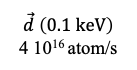 d⃗ (0.1 keV)
4 10¹⁶ atom/s